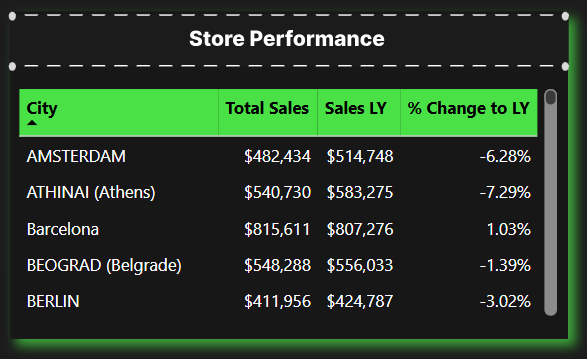 Store Performance
City Total Sales Sales LY % Change to LY
AMSTERDAM $482,434 $514,748 -6.28%
ATHINAI (Athens) $540,730 $583,275 -7.29%
Barcelona $815,611 $807,276 1.03%
BEOGRAD (Belgrade) $548,288 $556,033 -1.39%
BERLIN $411,956 $424,787 -3.02%